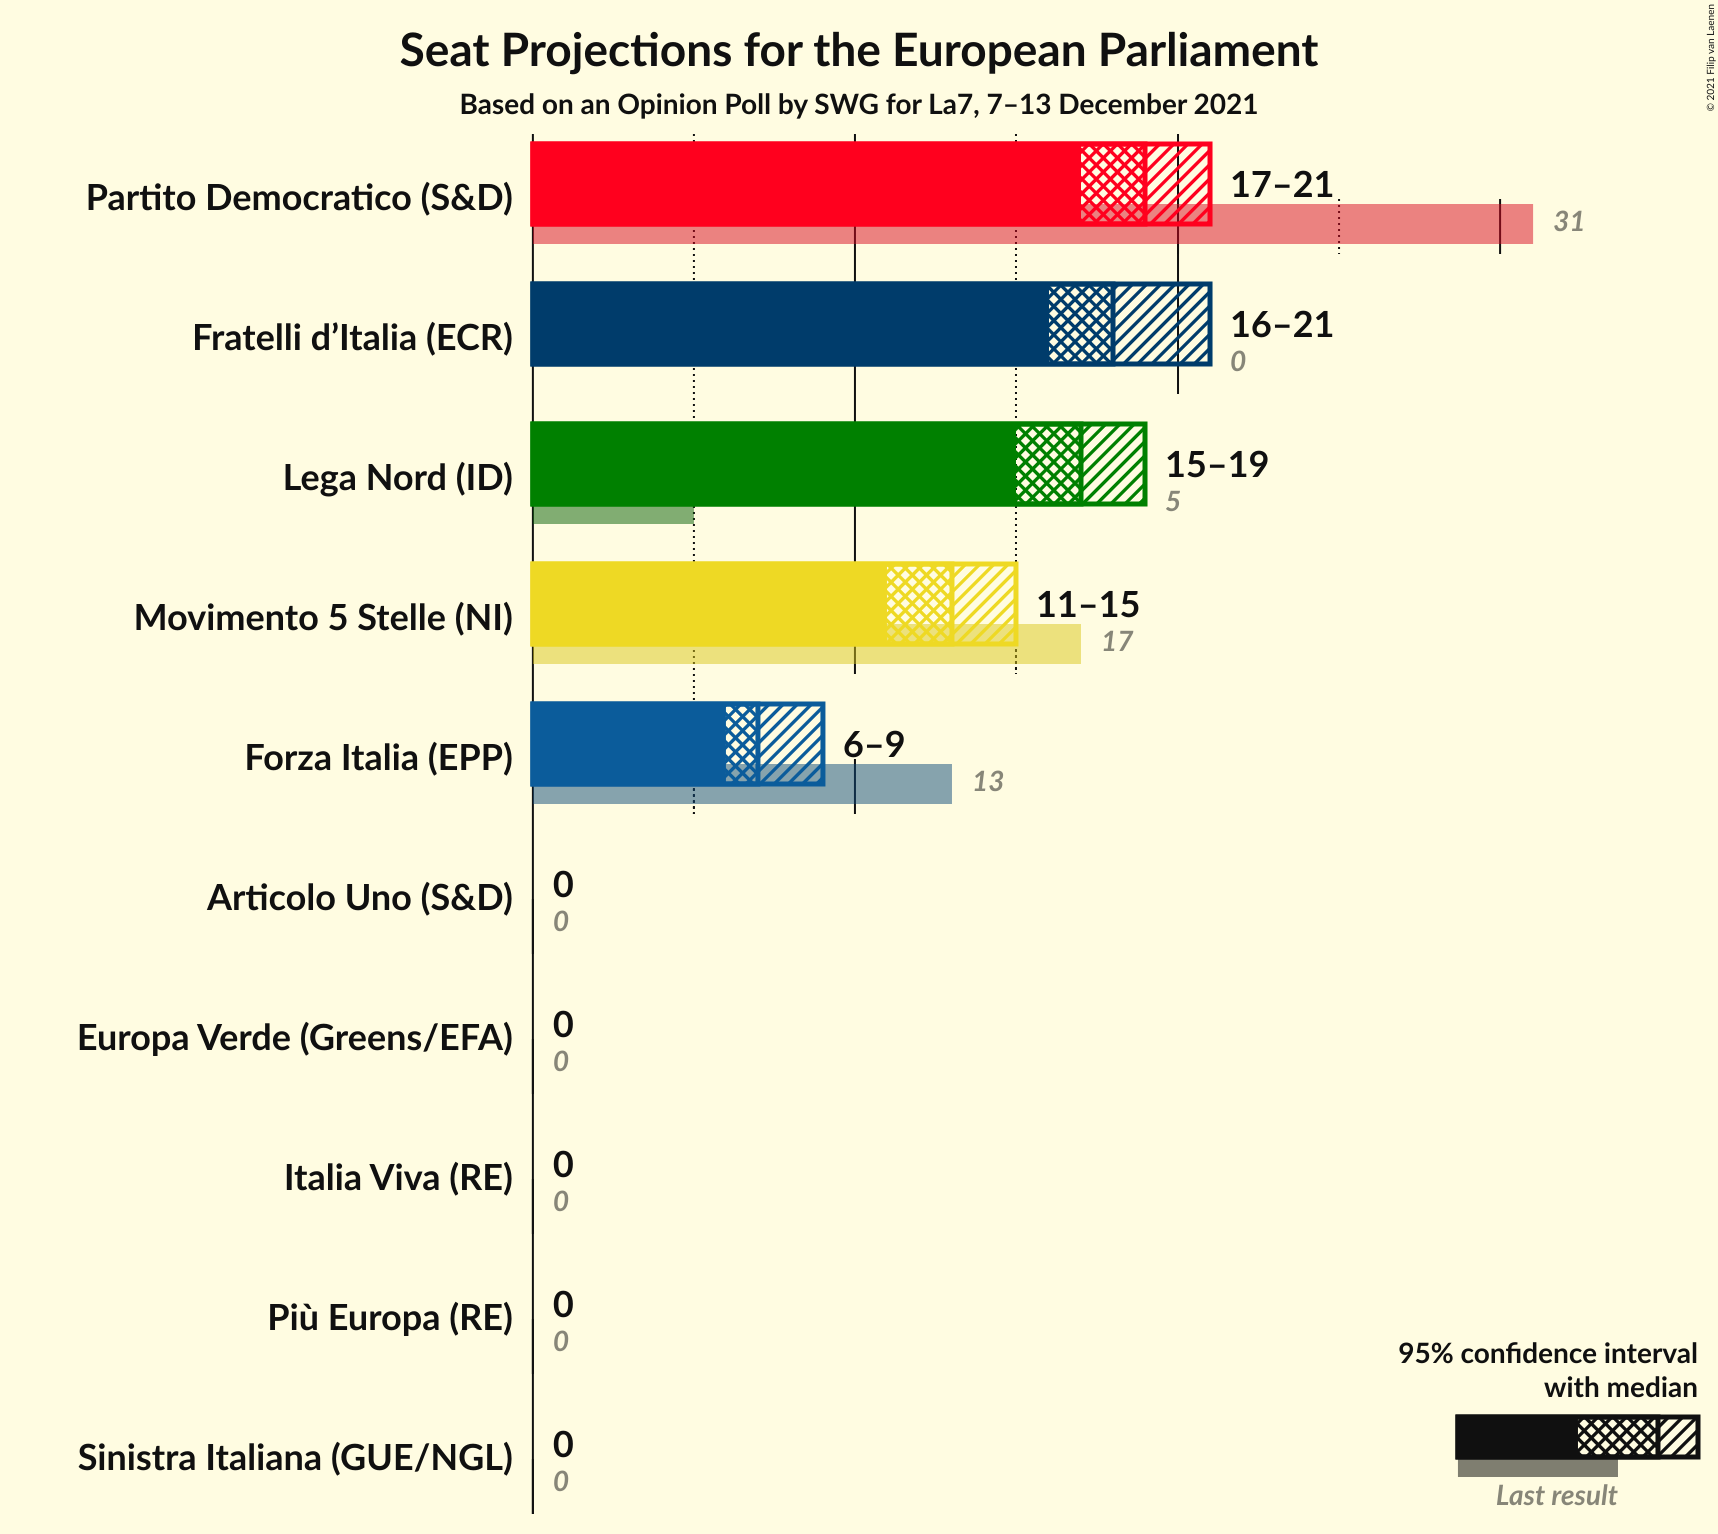 Seat Projections for the European Parliament
Based on an Opinion Poll by SWG for La7, 7–13 December 2021
© 2021 Filip van Laenen
Partito Democratico (S&D)
17–21
31
Fratelli d’Italia (ECR)
16–21
0
Lega Nord (ID)
15–19
5
Movimento 5 Stelle (NI)
11–15
17
Forza Italia (EPP)
6–9
13
Articolo Uno (S&D)
0
0
Europa Verde (Greens/EFA)
0
0
Italia Viva (RE)
0
0
Più Europa (RE)
0
0
Sinistra Italiana (GUE/NGL)
0
0
95% confidence interval
with median
Last result